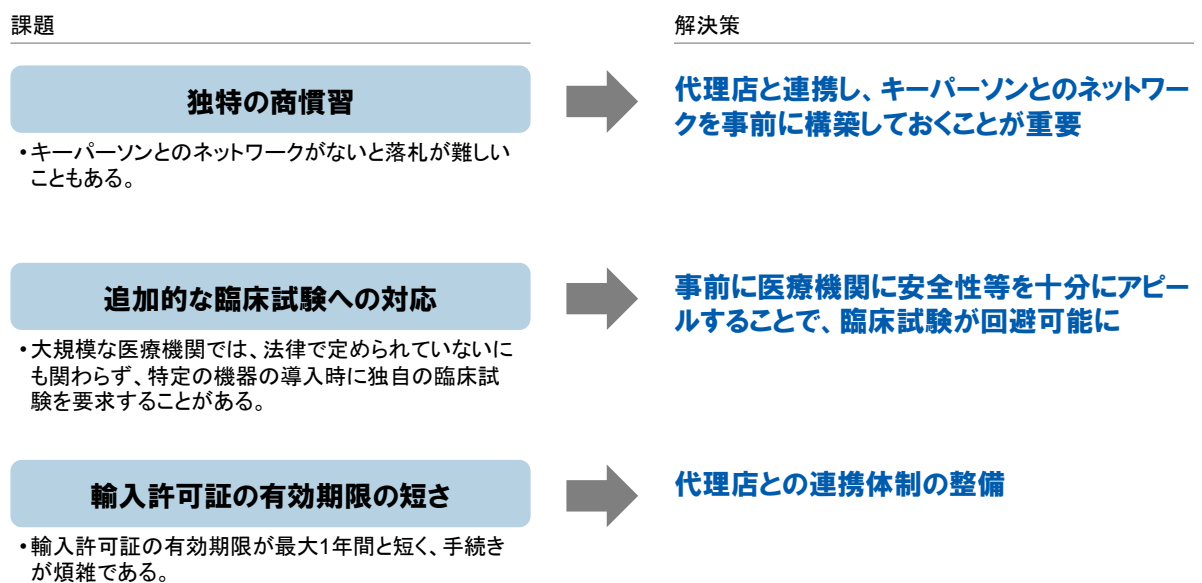 課題
解決策
独特の商慣習
・キーパーソンとのネットワークがないと落札が難しい
こともある。
代理店と連携し、キーパーソンとのネットワー
クを事前に構築しておくことが重要
追加的な臨床試験への対応
・大規模な医療機関では、法律で定められていないに
も関わらず、特定の機器の導入時に独自の臨床試
験を要求することがある。
事前に医療機関に安全性等を十分にアピー
ルすることで、臨床試験が回避可能に
輸入許可証の有効期限の短さ
・輸入許可証の有効期限が最大1年間と短く、手続き
が煩雑である。
代理店との連携体制の整備